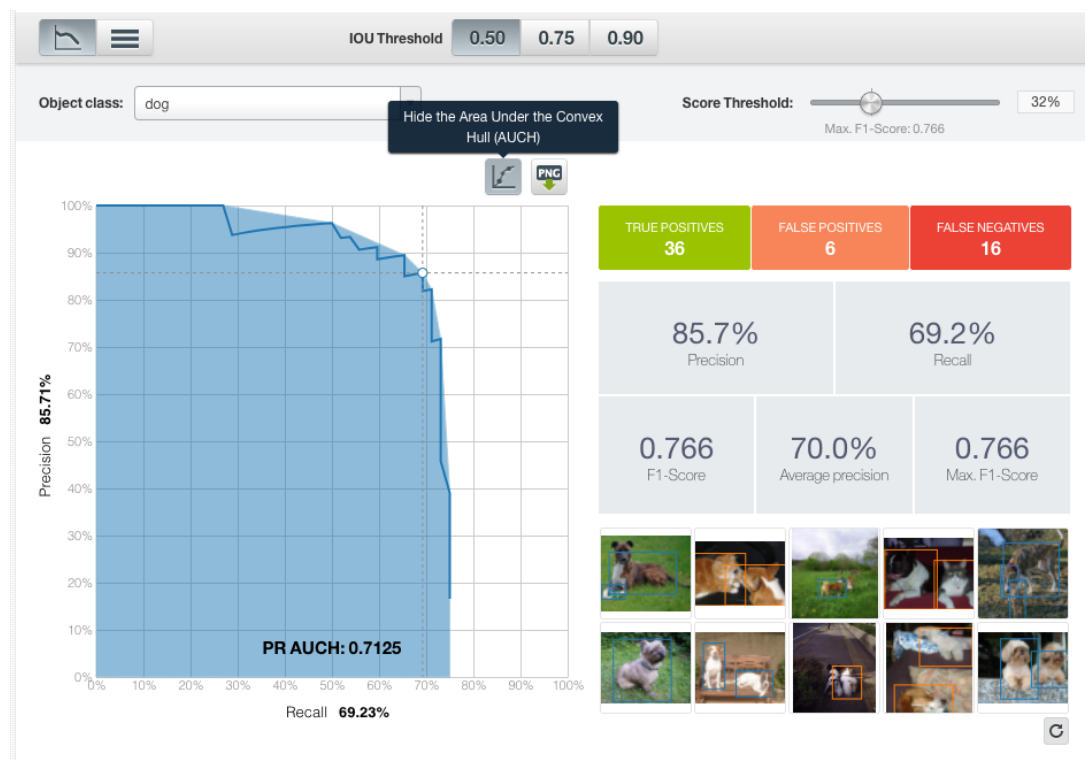 IOU Threshold 0.50 0.75 0.90
Object class: dog
Hide the Area Under the Convex
Hull (AUCH)
Score Threshold: 32%
Max. F1-Score: 0.766
PNG
TRUE POSITIVES
36
FALSE POSITIVES
6
FALSE NEGATIVES
16
85.7%
Precision
69.2%
Recall
0.766
F1-Score
70.0%
Average precision
0.766
Max. F1-Score
100%
90%
80%
70%
60%
50%
40%
30%
20%
10%
0%
Precision 85.71%
PR AUCH: 0.7125
0% 10% 20% 30% 40% 50% 60% 70% 80% 90% 100%
Recall 69.23%